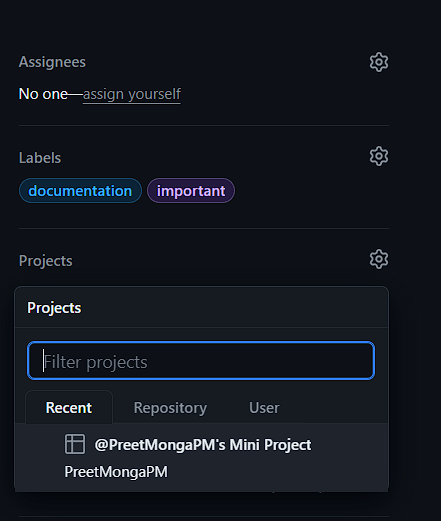 Assignees
No one—assign yourself
Labels
documentation important
Projects
Projects
Filter projects
Recent Repository User
@PreetMongaPM's Mini Project
PreetMongaPM